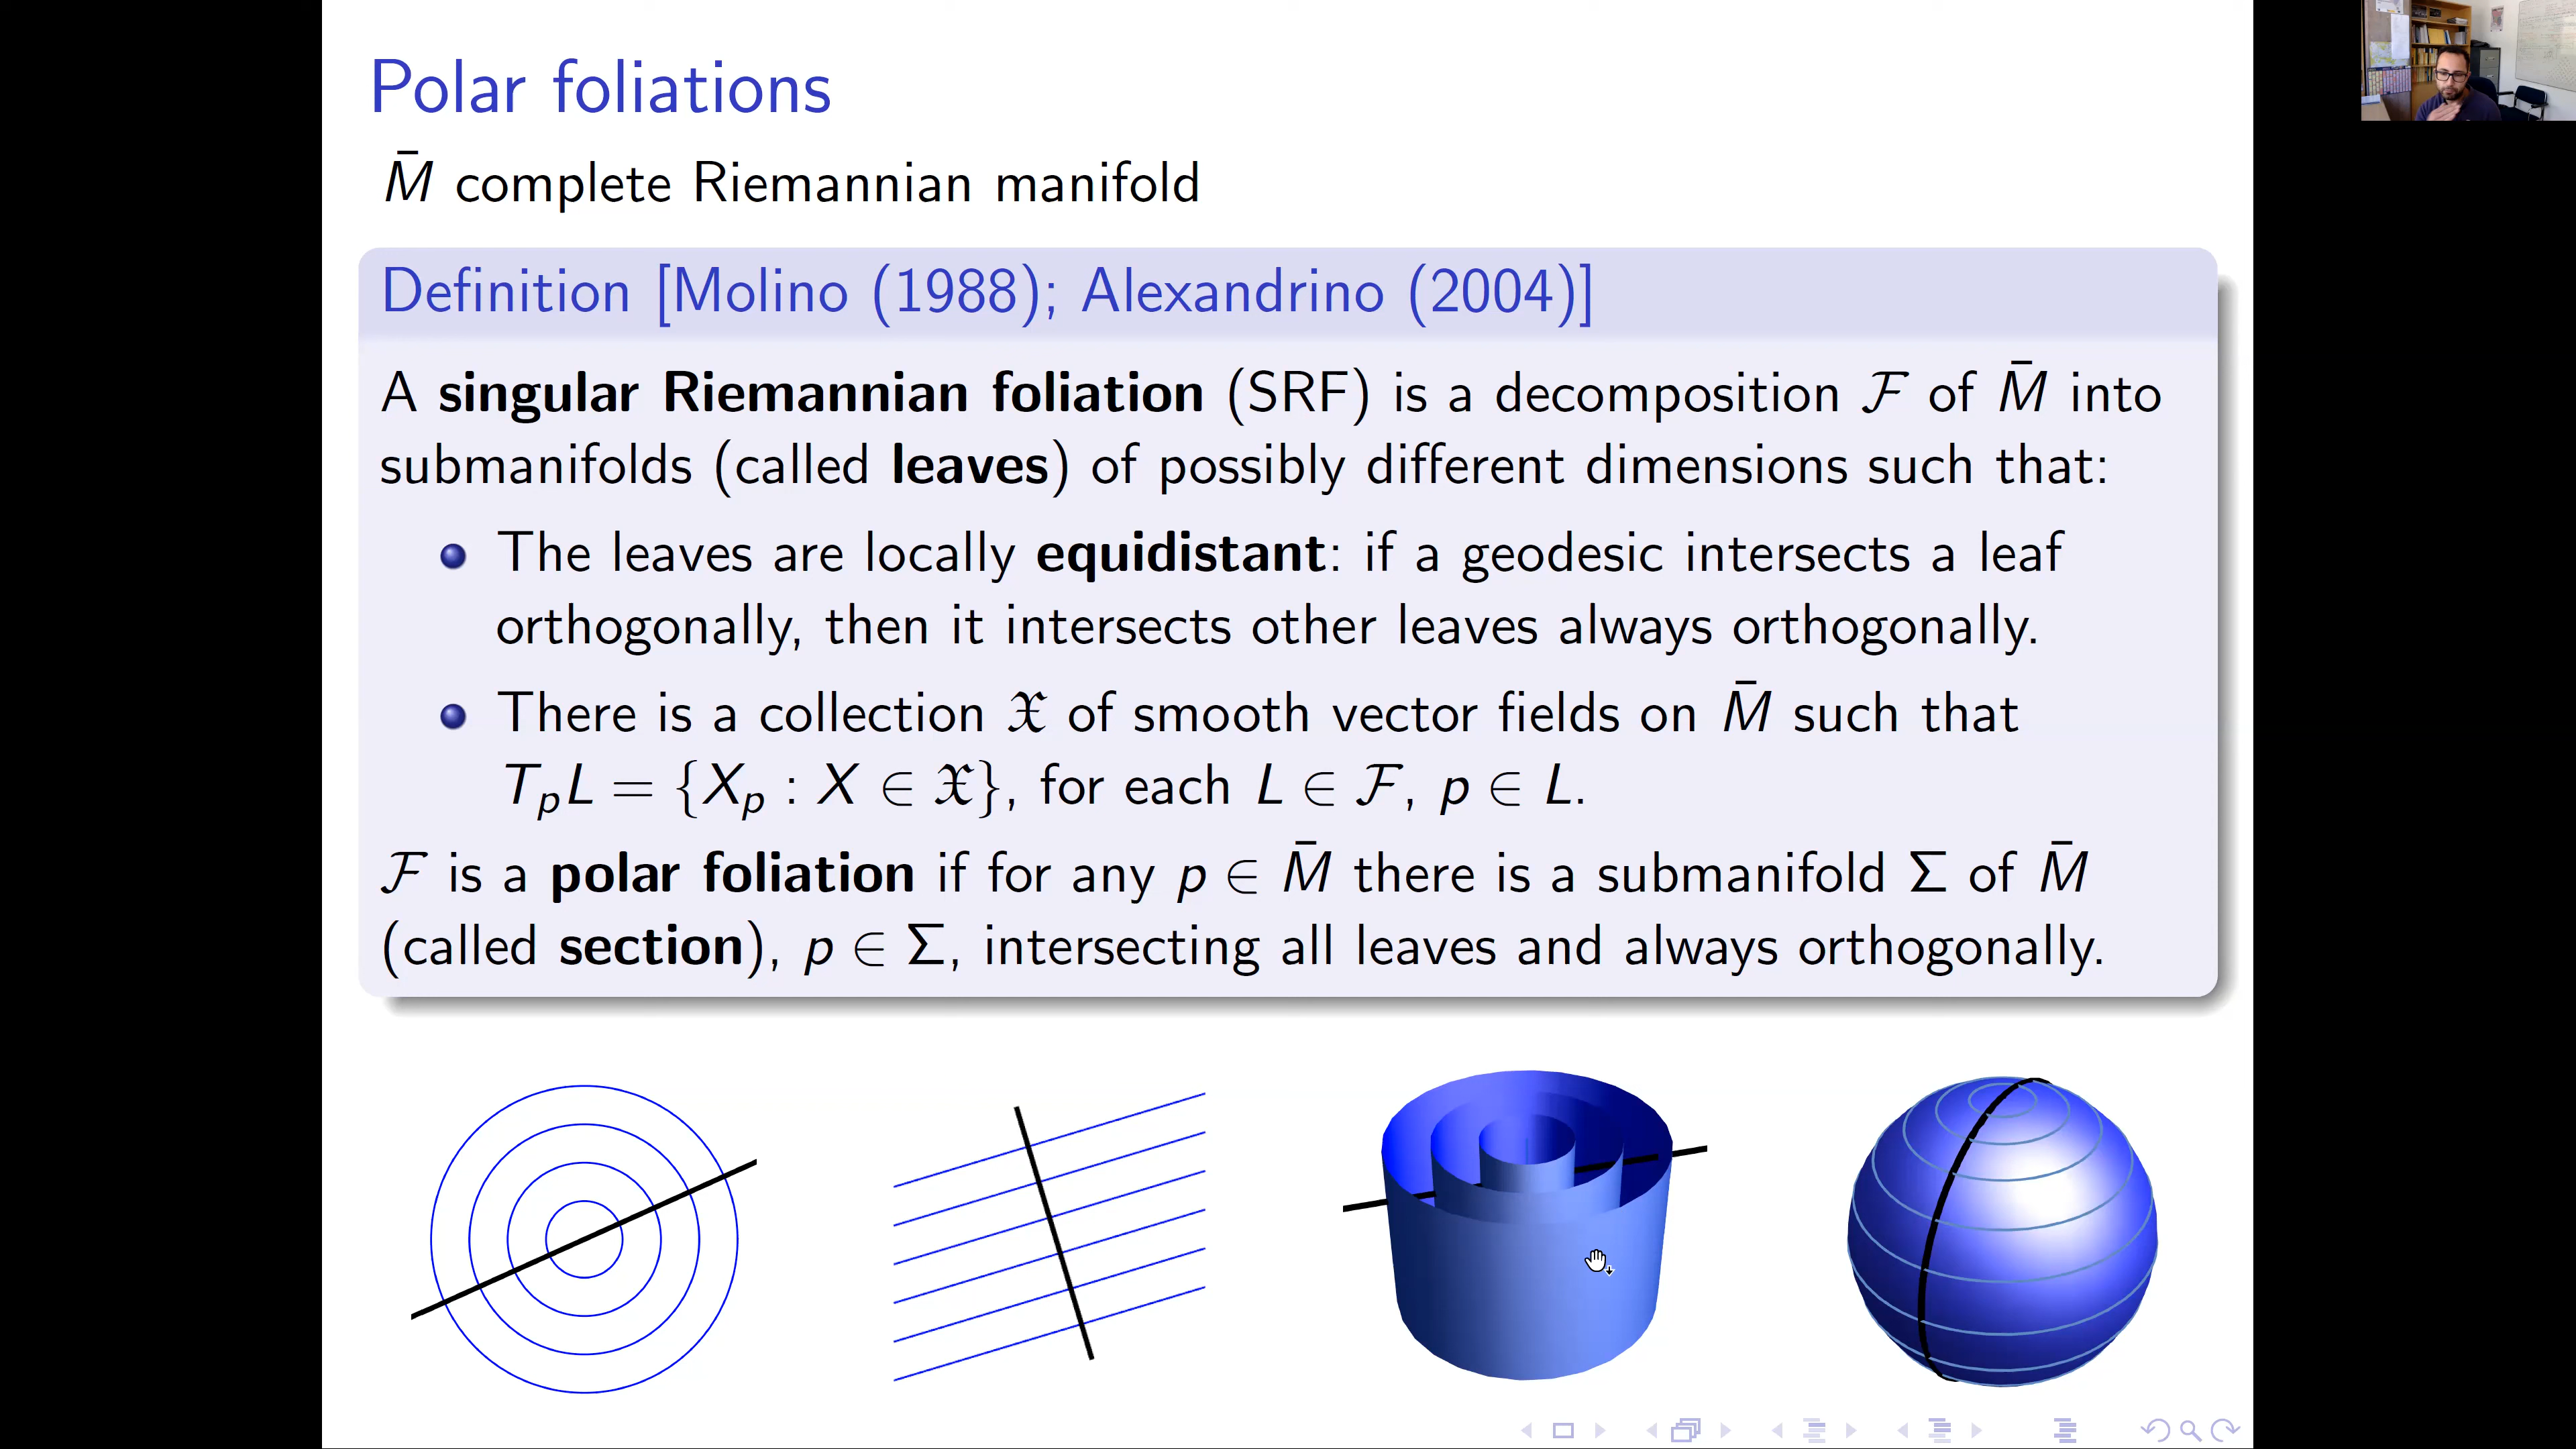 Polar foliations
M̄ complete Riemannian manifold
Definition [Molino (1988); Alexandrino (2004)]
A singular Riemannian foliation (SRF) is a decomposition ℱ of M̄ into
submanifolds (called leaves) of possibly different dimensions such that:
The leaves are locally equidistant: if a geodesic intersects a leaf
orthogonally, then it intersects other leaves always orthogonally.
There is a collection 𝔛 of smooth vector fields on M̄ such that
TₚL = {Xₚ : X ∈ 𝔛}, for each L ∈ ℱ, p ∈ L.
ℱ is a polar foliation if for any p ∈ M̄ there is a submanifold Σ of M̄
(called section), p ∈ Σ, intersecting all leaves and always orthogonally.